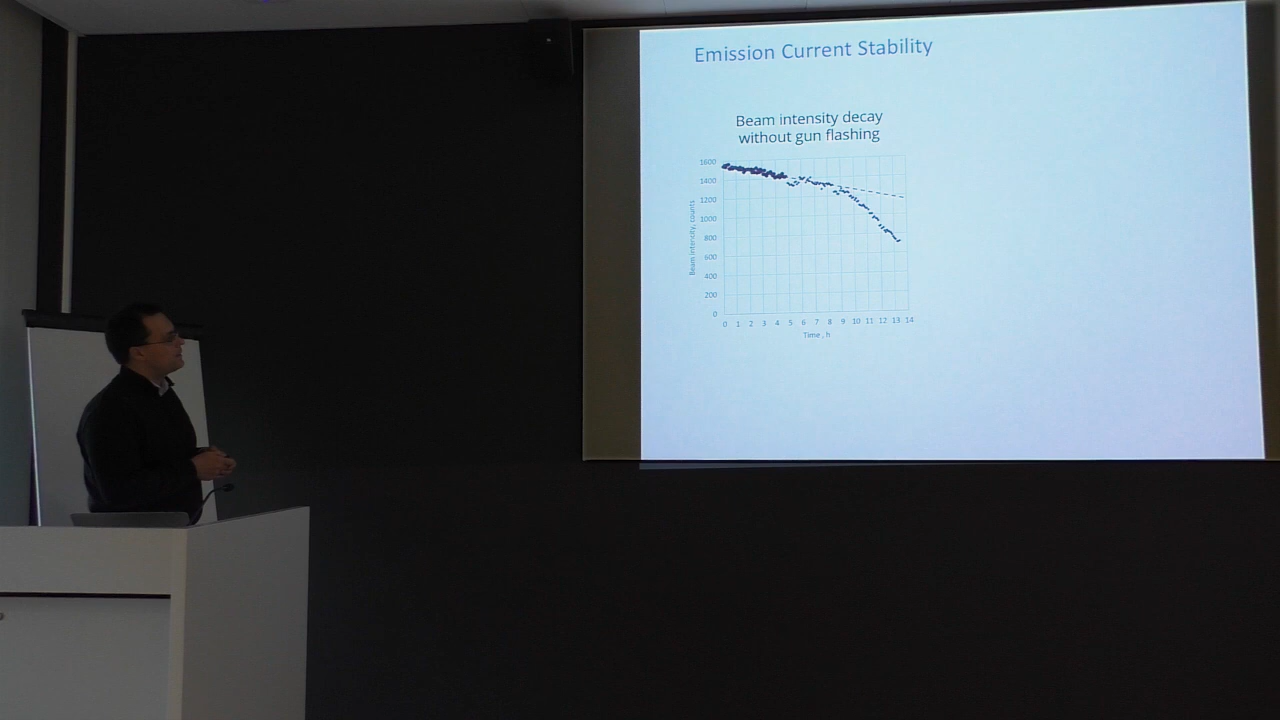 Emission Current Stability
Beam intensity decay
without gun flashing
1600
1400
1200
1000
800
600
400
200
0
Beam intencity, counts
0 1 2 3 4 5 6 7 8 9 10 11 12 13 14
Time , h